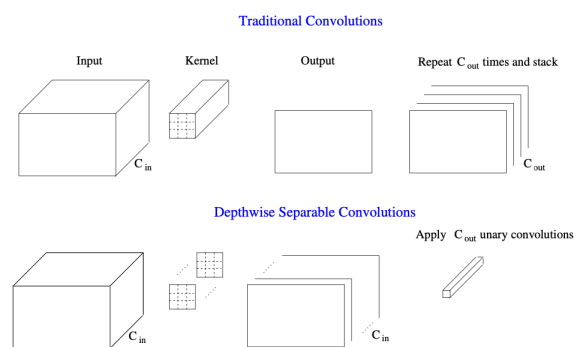 Traditional Convolutions
Input Kernel Output Repeat C out times and stack
C in
C out
Depthwise Separable Convolutions
Apply C out unary convolutions
C in
C in